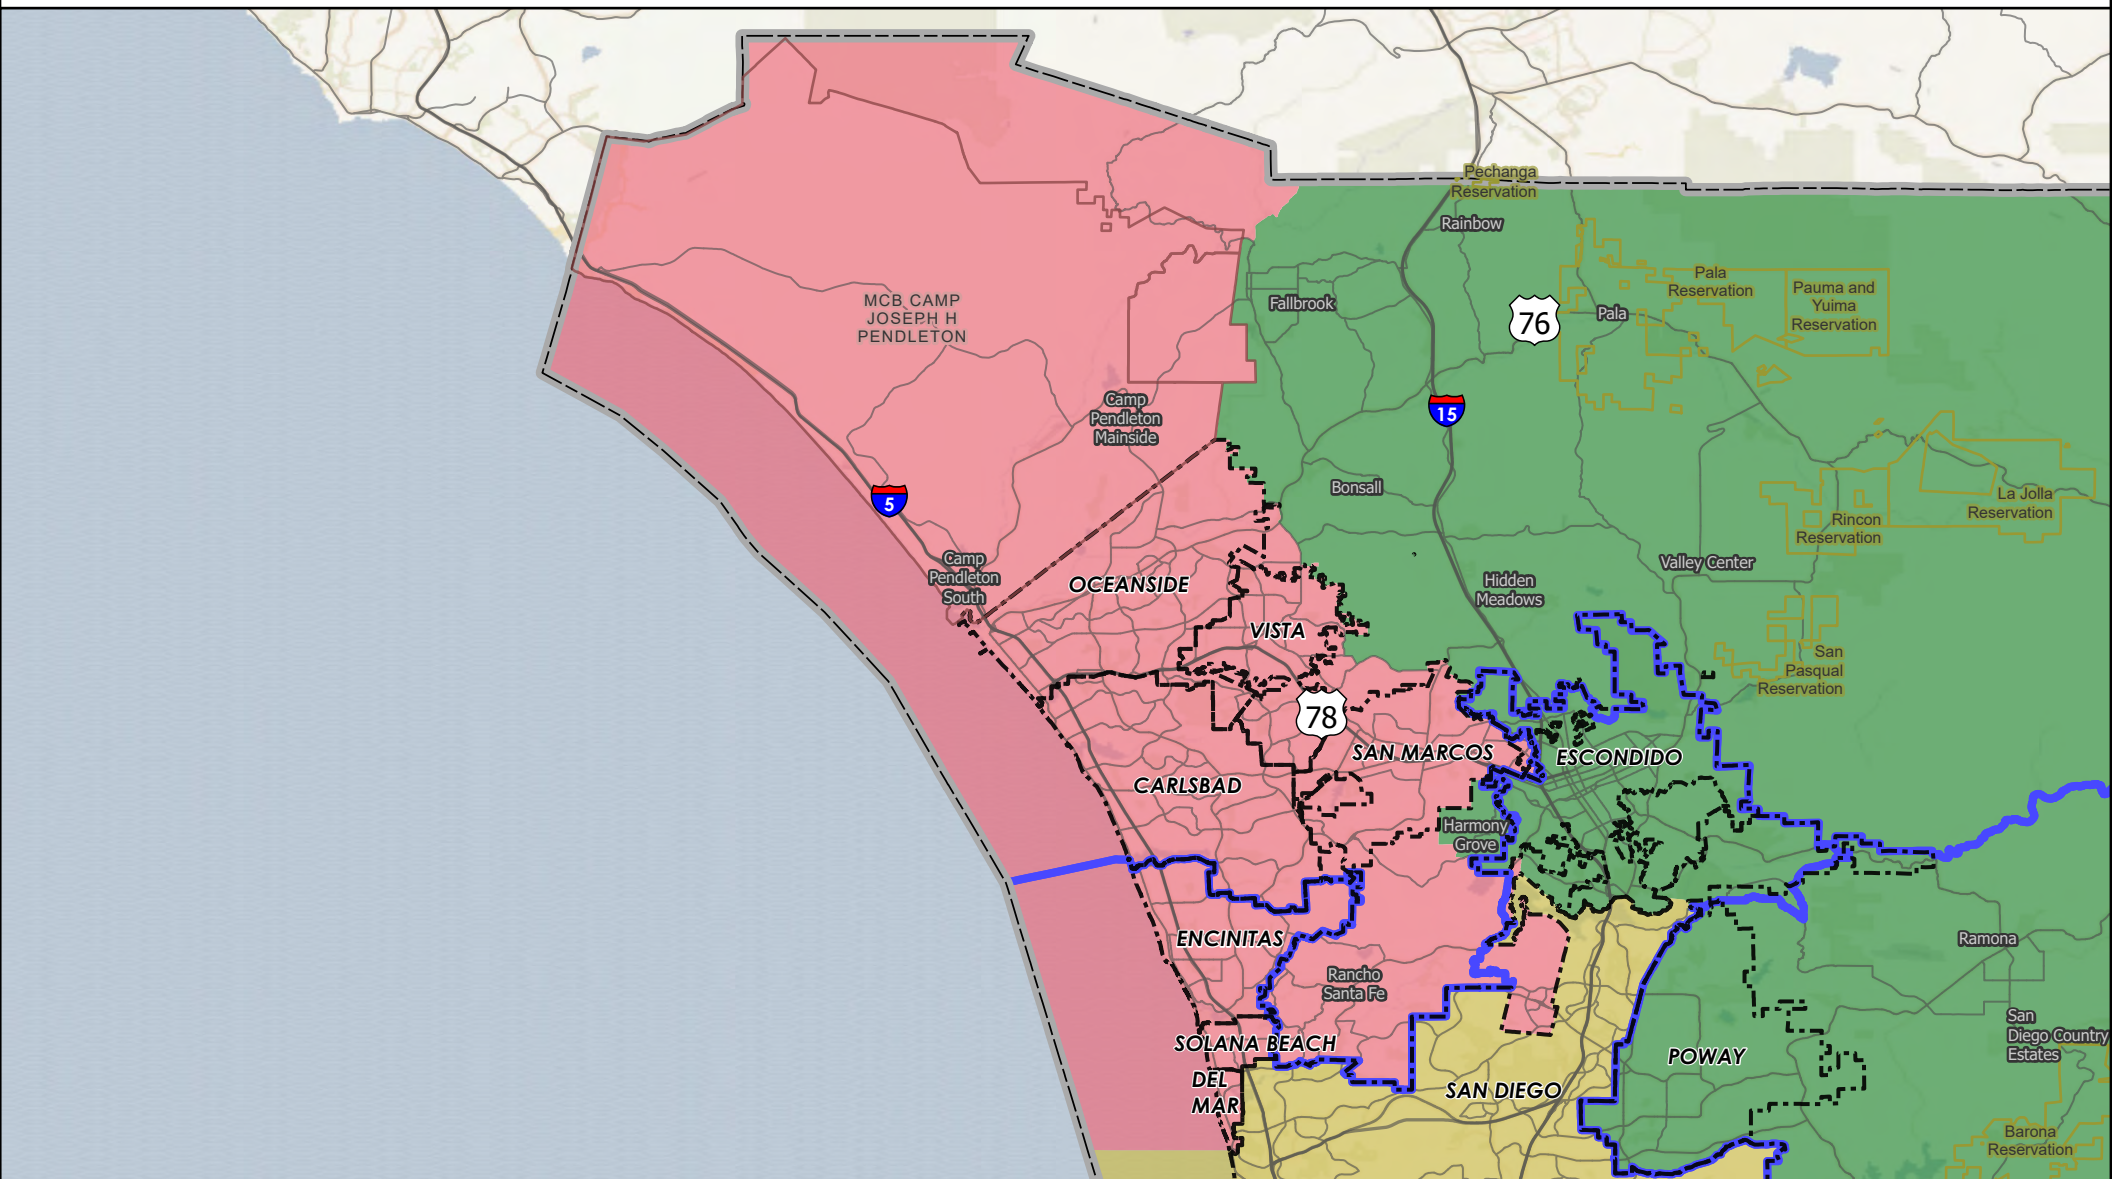 Pechanga
Reservation
Rainbow
Pala
Reservation
Pauma and
Yuima
Reservation
MCB CAMP
JOSEPH H
PENDLETON
Fallbrook
76
Pala
Camp
Pendleton
Mainside
15
Bonsall
5
La Jolla
Reservation
Rincon
Reservation
Camp
Pendleton
South
OCEANSIDE
Hidden
Meadows
Valley Center
VISTA
San
Pasqual
Reservation
78
SAN MARCOS
ESCONDIDO
CARLSBAD
Harmony
Grove
ENCINITAS
Rancho
Santa Fe
Ramona
San
Diego Country
Estates
SOLANA BEACH
POWAY
DEL
MAR
SAN DIEGO
Barona
Reservation